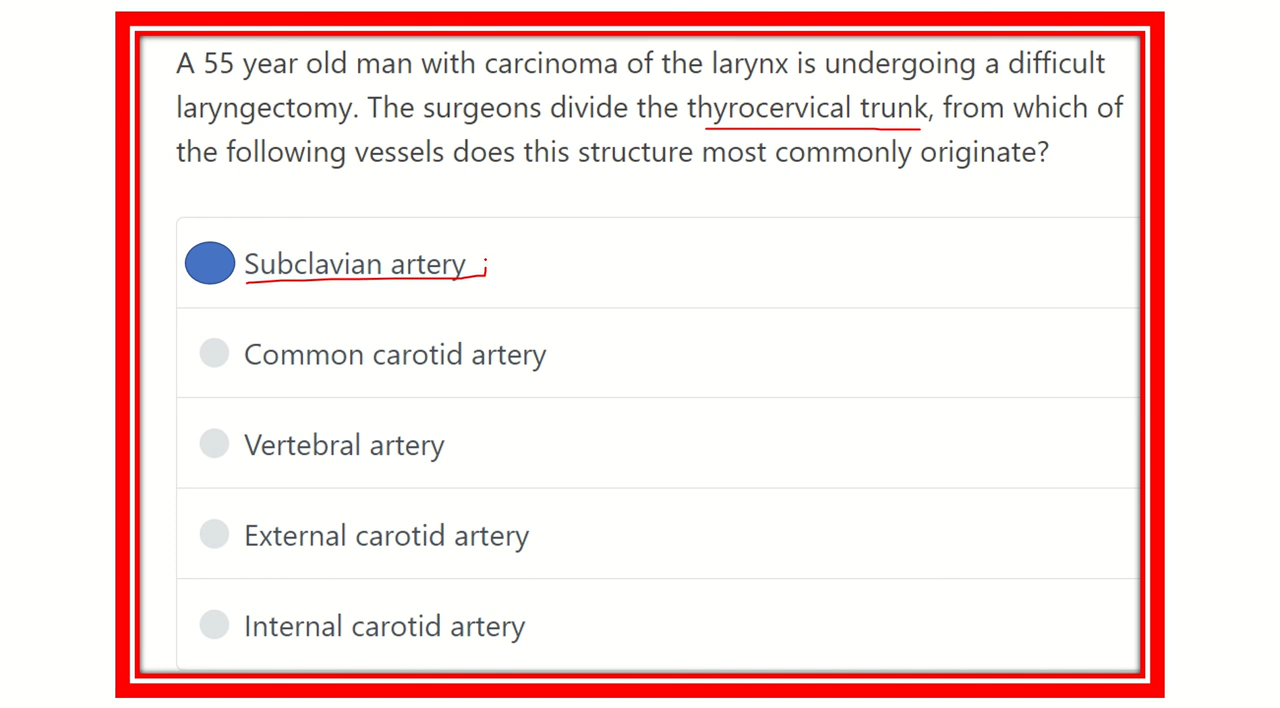 A 55 year old man with carcinoma of the larynx is undergoing a difficult
laryngectomy. The surgeons divide the thyrocervical trunk, from which of
the following vessels does this structure most commonly originate?
Subclavian artery
Common carotid artery
Vertebral artery
External carotid artery
Internal carotid artery